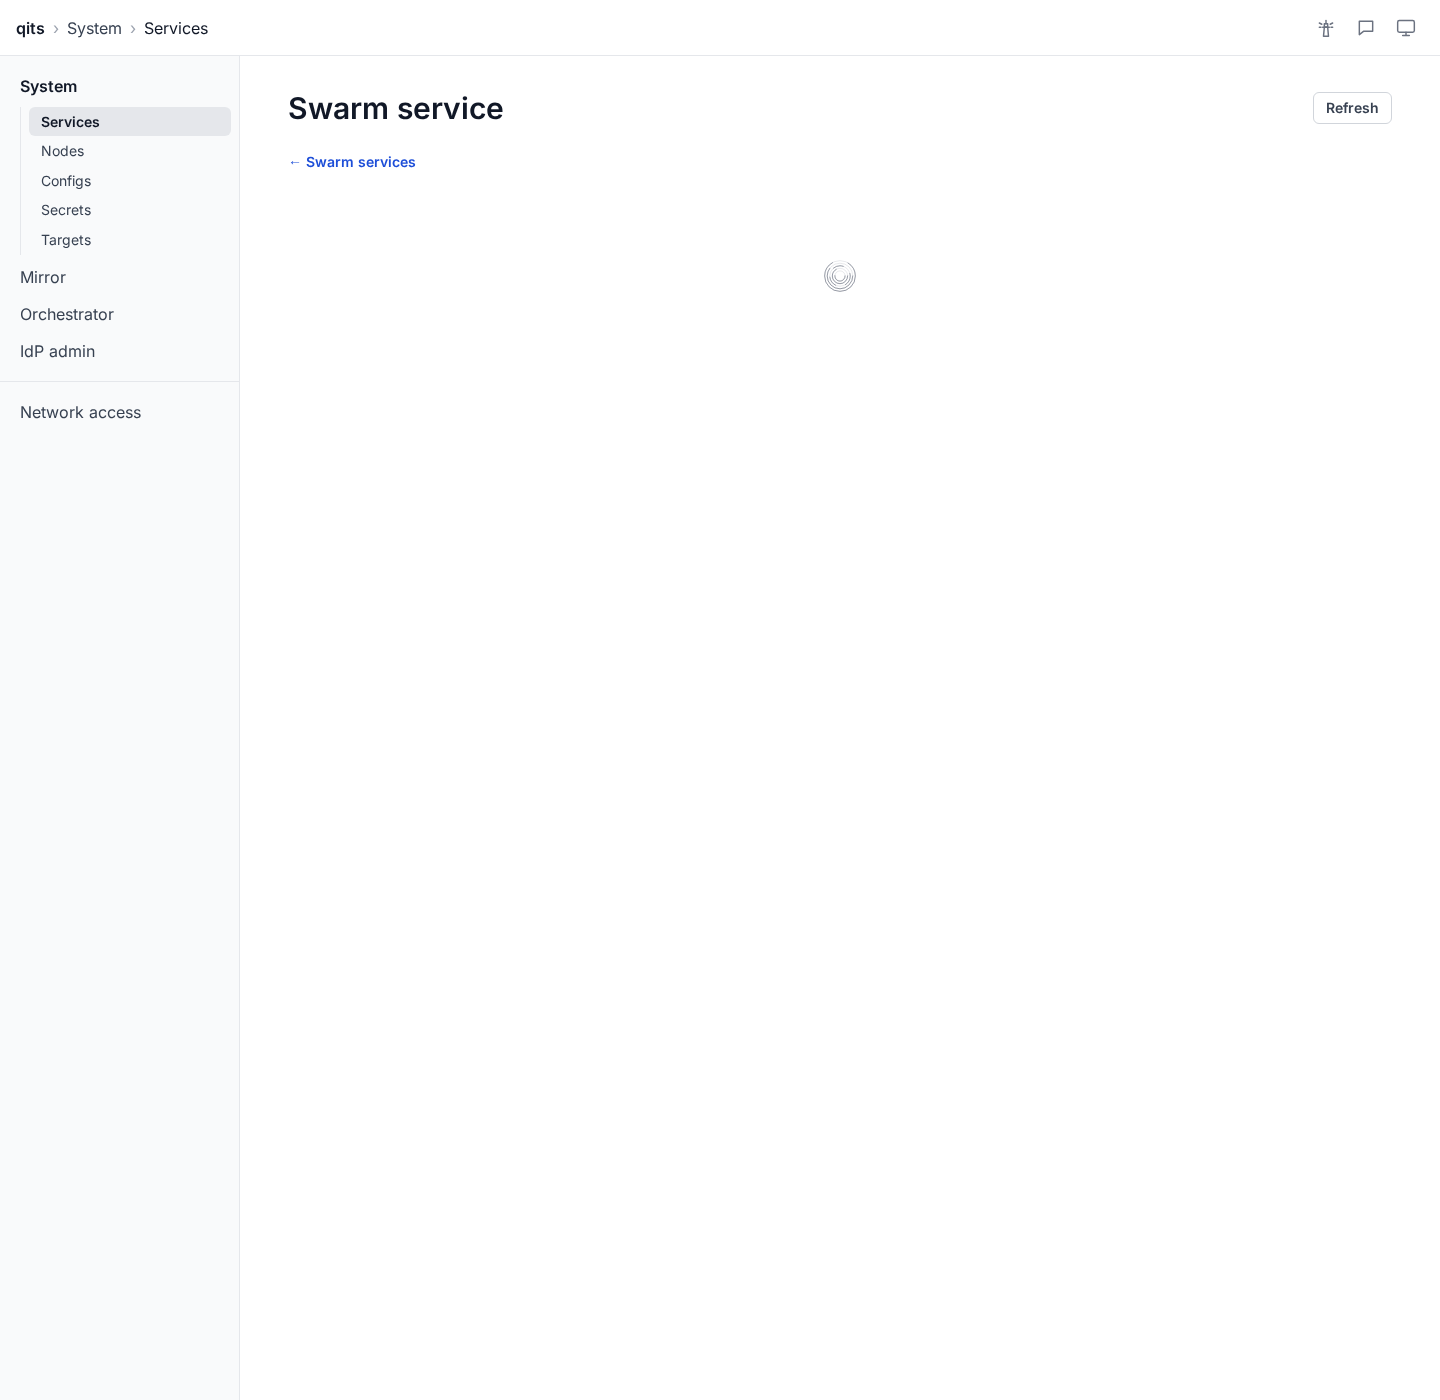 qits › System › Services
System
Services
Nodes
Configs
Secrets
Targets
Mirror
Orchestrator
IdP admin
Network access
Swarm service
Refresh
← Swarm services